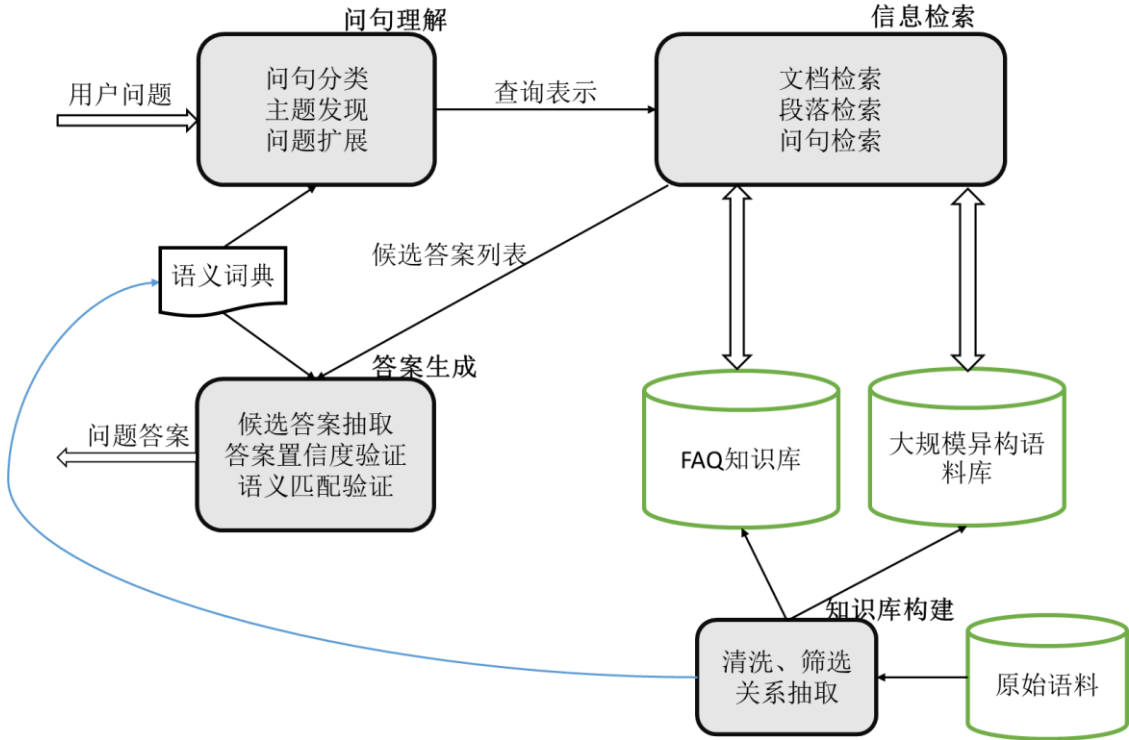 问句理解
信息检索
用户问题
问句分类
主题发现
问题扩展
查询表示
文档检索
段落检索
问句检索
语义词典
候选答案列表
答案生成
问题答案
候选答案抽取
答案置信度验证
语义匹配验证
FAQ知识库
大规模异构语
料库
知识库构建
清洗、筛选
关系抽取
原始语料